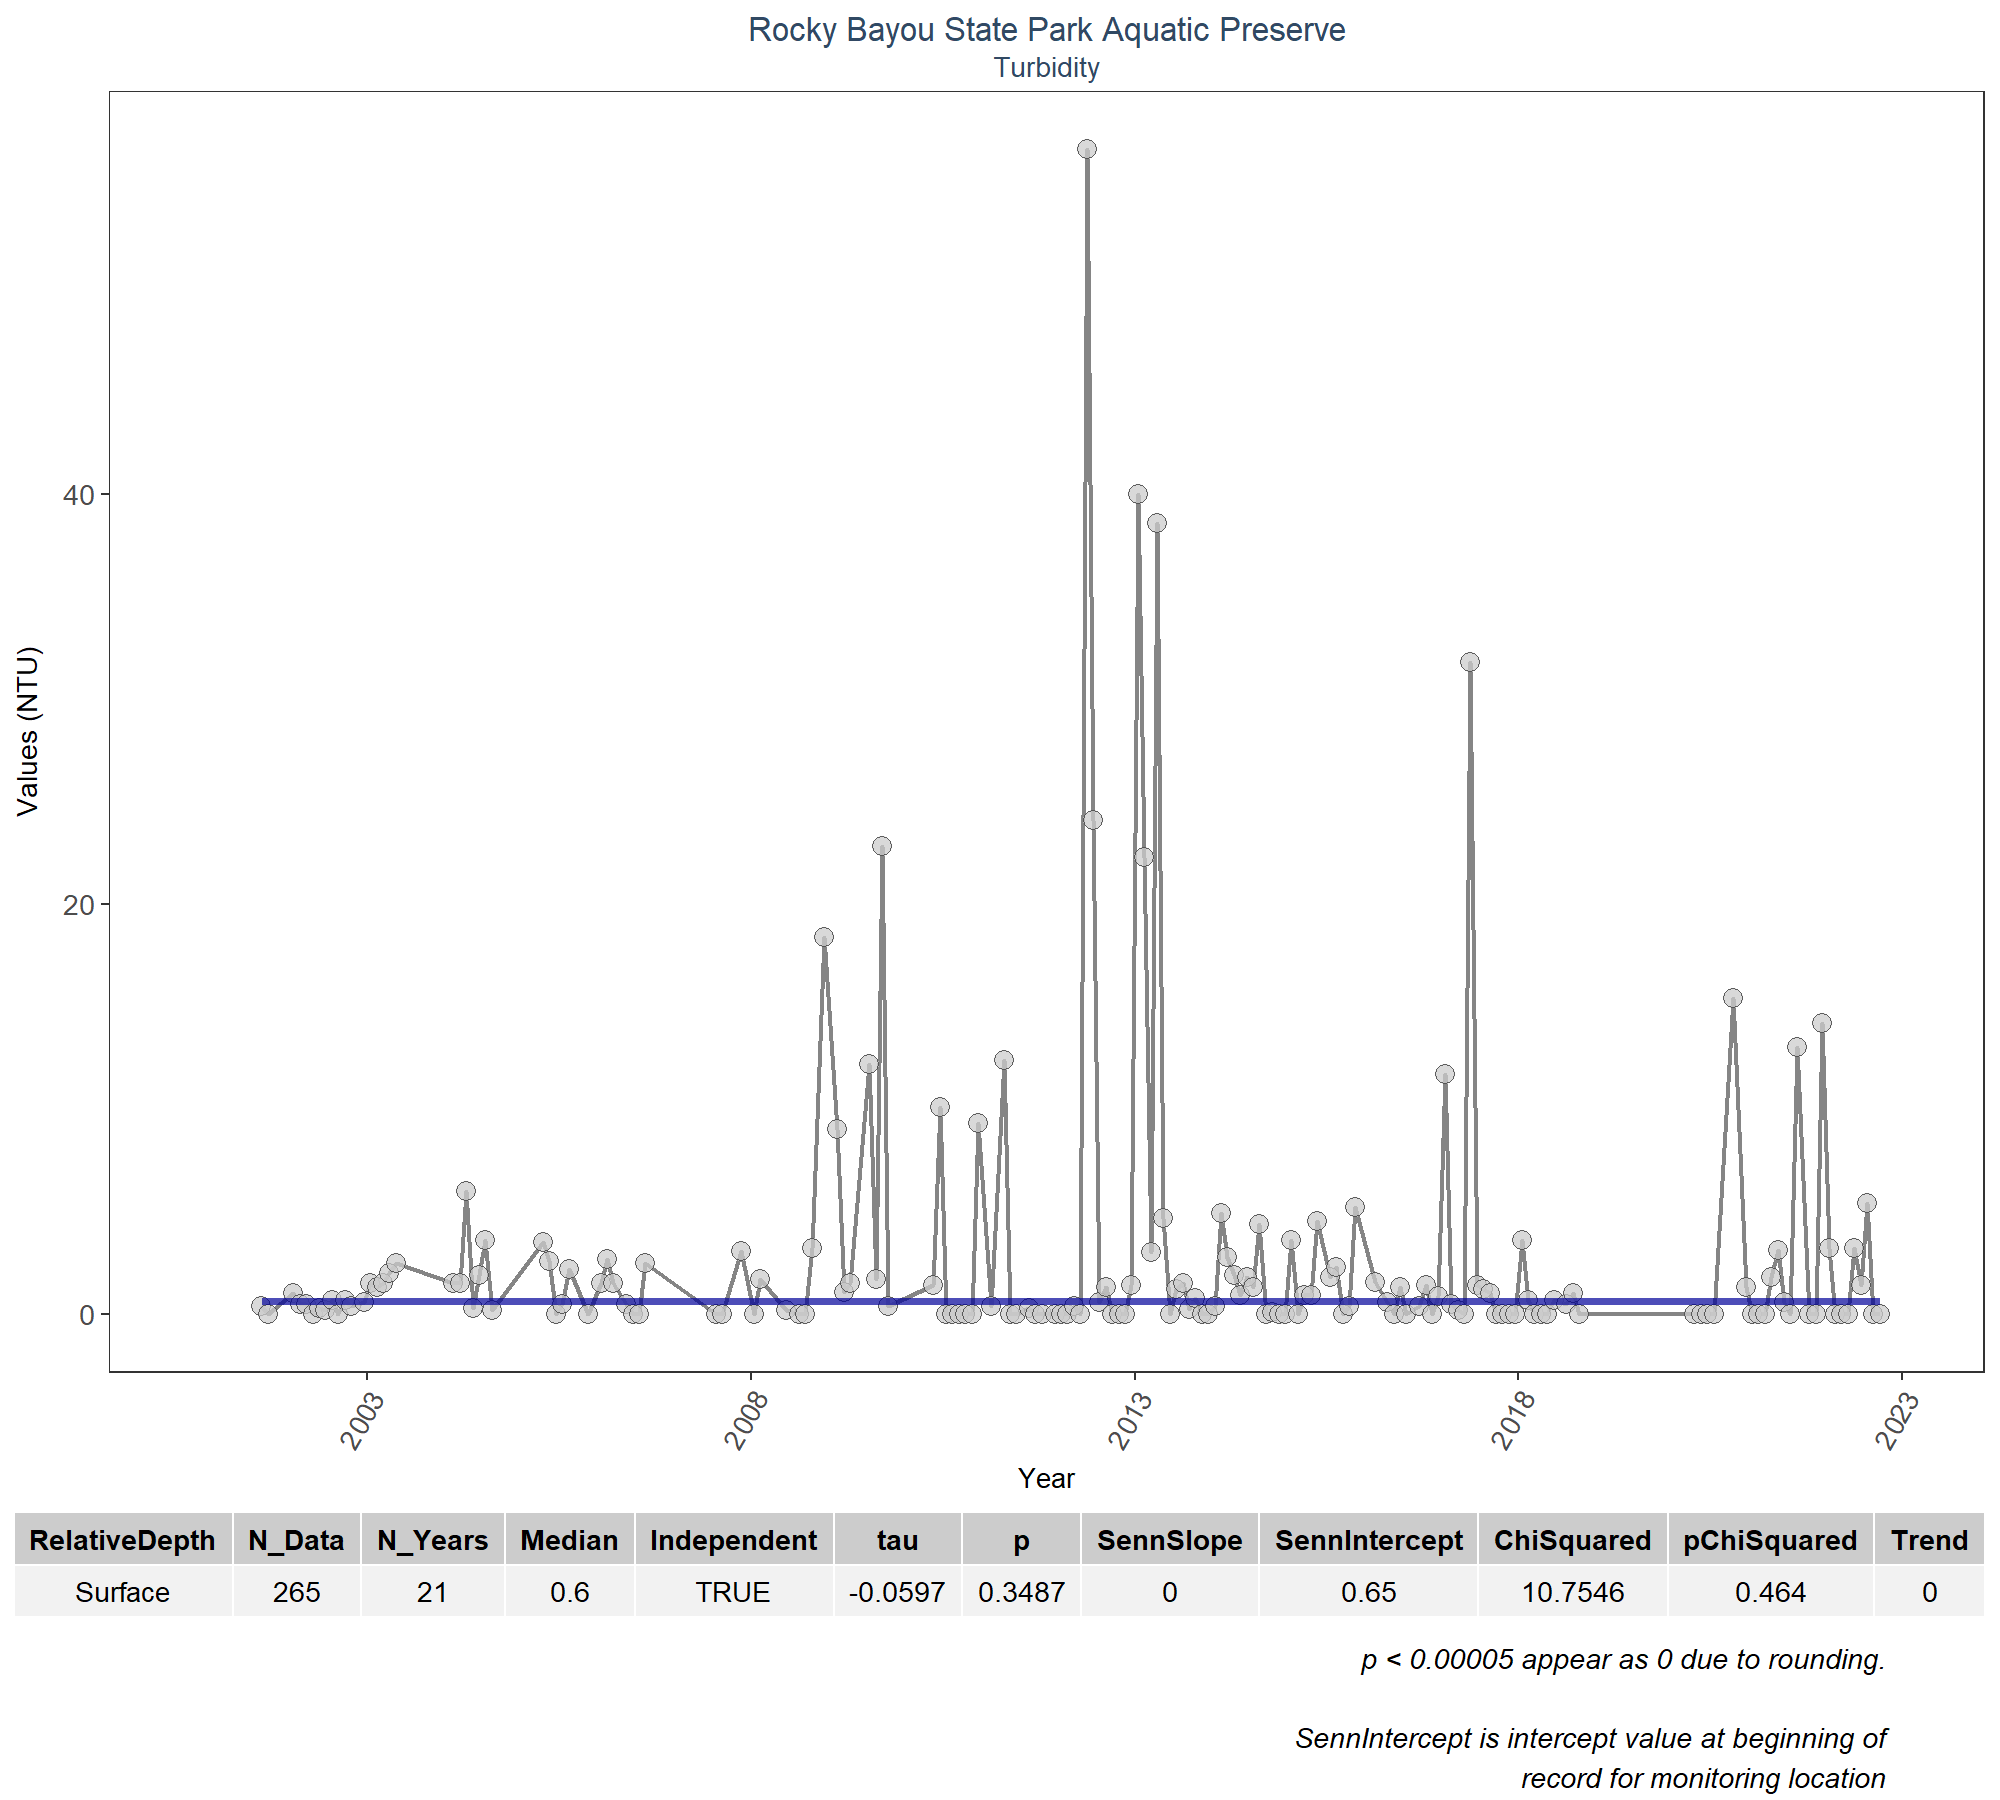 Rocky Bayou State Park Aquatic Preserve
Turbidity
Values (NTU)
40
20
0
2003 2008 2013 2018 2023
Year
RelativeDepth N_Data N_Years Median Independent tau p SennSlope SennIntercept ChiSquared pChiSquared Trend
Surface 265 21 0.6 TRUE -0.0597 0.3487 0 0.65 10.7546 0.464 0
p < 0.00005 appear as 0 due to rounding.
SennIntercept is intercept value at beginning of
record for monitoring location